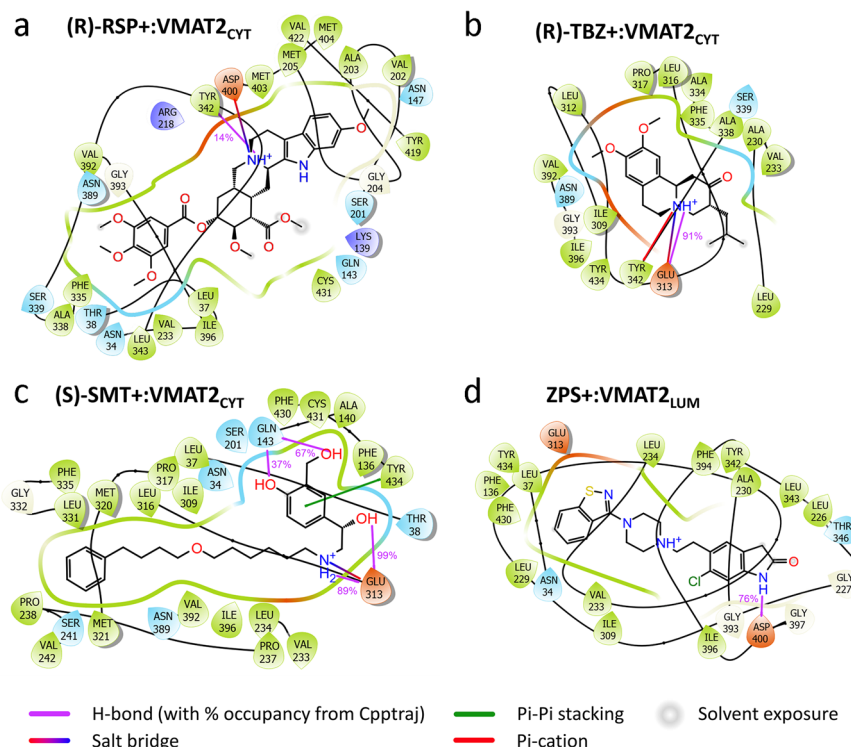 a
(R)-RSP+:VMAT2CYT
VAL 422
MET 404
MET 205
ALA 203
VAL 202
ASN 147
ASP 400
MET 403
TYR 342
ARG 218
14%
TYR 419
NH+
N
H
O
VAL 392
GLY 393
ASN 389
GLY 204
SER 201
LYS 139
GLN 143
CYS 431
O
O
O
O
O
O
O
O
SER 339
PHE 335
ALA 338
THR 38
ASN 34
LEU 343
VAL 233
LEU 37
ILE 396
b
(R)-TBZ+:VMAT2CYT
PRO 317
LEU 316
ALA 334
PHE 335
SER 339
LEU 312
ALA 338
ALA 230
VAL 233
O
O
O
NH+
VAL 392
ASN 389
GLY 393
ILE 309
ILE 396
TYR 434
TYR 342
GLU 313
91%
LEU 229
c
(S)-SMT+:VMAT2CYT
PHE 430
CYS 431
ALA 140
SER 201
GLN 143
PHE 136
TYR 434
67%
37%
OH
HO
OH
LEU 37
PRO 317
ASN 34
ILE 309
PHE 335
GLY 332
LEU 331
MET 320
LEU 316
THR 38
O
99%
N+
H2
89%
GLU 313
PRO 238
SER 241
VAL 242
MET 321
ASN 389
VAL 392
ILE 396
LEU 234
PRO 237
VAL 233
d
ZPS+:VMAT2LUM
GLU 313
TYR 434
LEU 37
PHE 136
PHE 430
LEU 234
PHE 394
TYR 342
ALA 230
LEU 343
LEU 226
THR 346
S
N
N
NH+
Cl
O
N
H
LEU 229
ASN 34
VAL 233
ILE 309
76%
GLY 227
GLY 393
GLY 397
ILE 396
ASP 400
H-bond (with % occupancy from Cpptraj)
Pi-Pi stacking
Solvent exposure
Salt bridge
Pi-cation